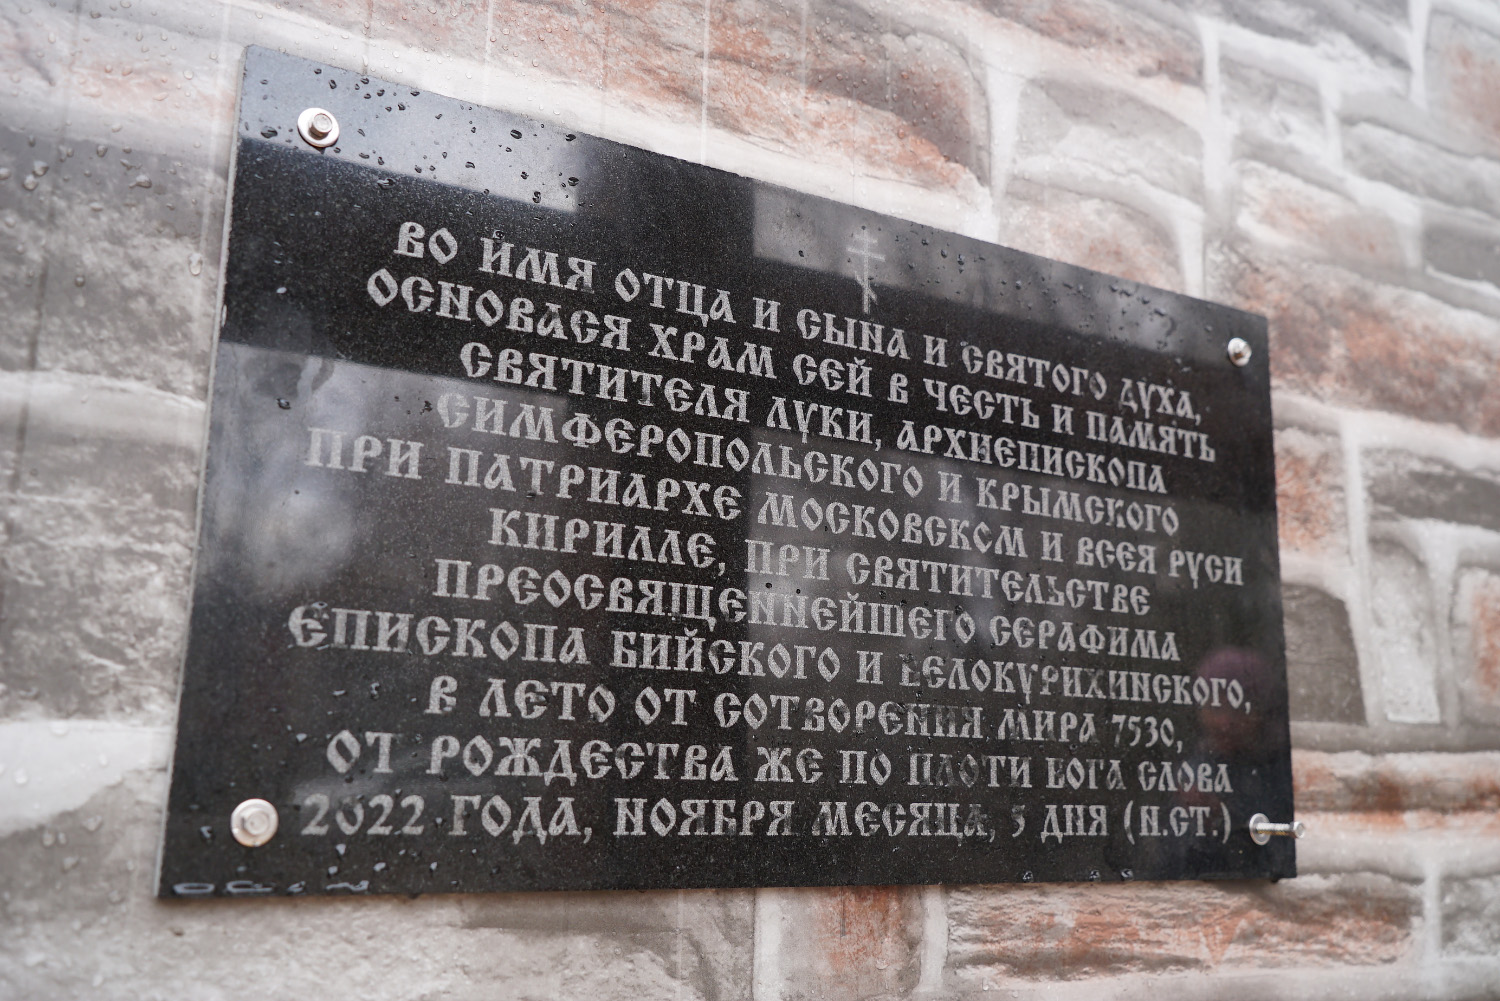 ВО ИМЯ ОТЦА И СЫНА И СВЯТОГО ДУХА,
ОСНОВАСЯ ХРАМ СЕЙ В ЧЕСТЬ И ПАМЯТЬ
СВЯТИТЕЛЯ ЛУКИ, АРХИЕПИСКОПА
СИМФЕРОПОЛЬСКОГО И КРЫМСКОГО
ПРИ ПАТРИАРХЕ МОСКОВСКОМ И ВСЕЯ РУСИ
КИРИЛЛЕ, ПРИ СВЯТИТЕЛЬСТВЕ
ПРЕОСВЯЩЕННЕЙШЕГО СЕРАФИМА
ЕПИСКОПА БИЙСКОГО И БЕЛОКУРИХИНСКОГО,
В ЛЕТО ОТ СОТВОРЕНИЯ МИРА 7530,
ОТ РОЖДЕСТВА ЖЕ ПО ПЛОТИ БОГА СЛОВА
2022 ГОДА, НОЯБРЯ МЕСЯЦА, 5 ДНЯ (Н.СТ.)